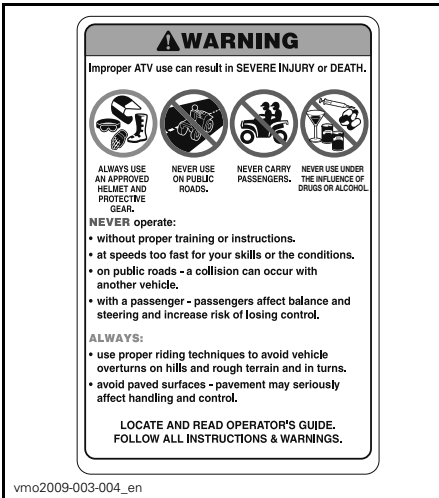 WARNING
Improper ATV use can result in SEVERE INJURY or DEATH.
ALWAYS USE
AN APPROVED
HELMET AND
PROTECTIVE
GEAR.
NEVER USE
ON PUBLIC
ROADS.
NEVER CARRY
PASSENGERS.
NEVER USE UNDER
THE INFLUENCE OF
DRUGS OR ALCOHOL.
NEVER operate:
• without proper training or instructions.
• at speeds too fast for your skills or the conditions.
• on public roads - a collision can occur with
another vehicle.
• with a passenger - passengers affect balance and
steering and increase risk of losing control.
ALWAYS:
• use proper riding techniques to avoid vehicle
overturns on hills and rough terrain and in turns.
• avoid paved surfaces - pavement may seriously
affect handling and control.
LOCATE AND READ OPERATOR'S GUIDE.
FOLLOW ALL INSTRUCTIONS & WARNINGS.
vmo2009-003-004_en